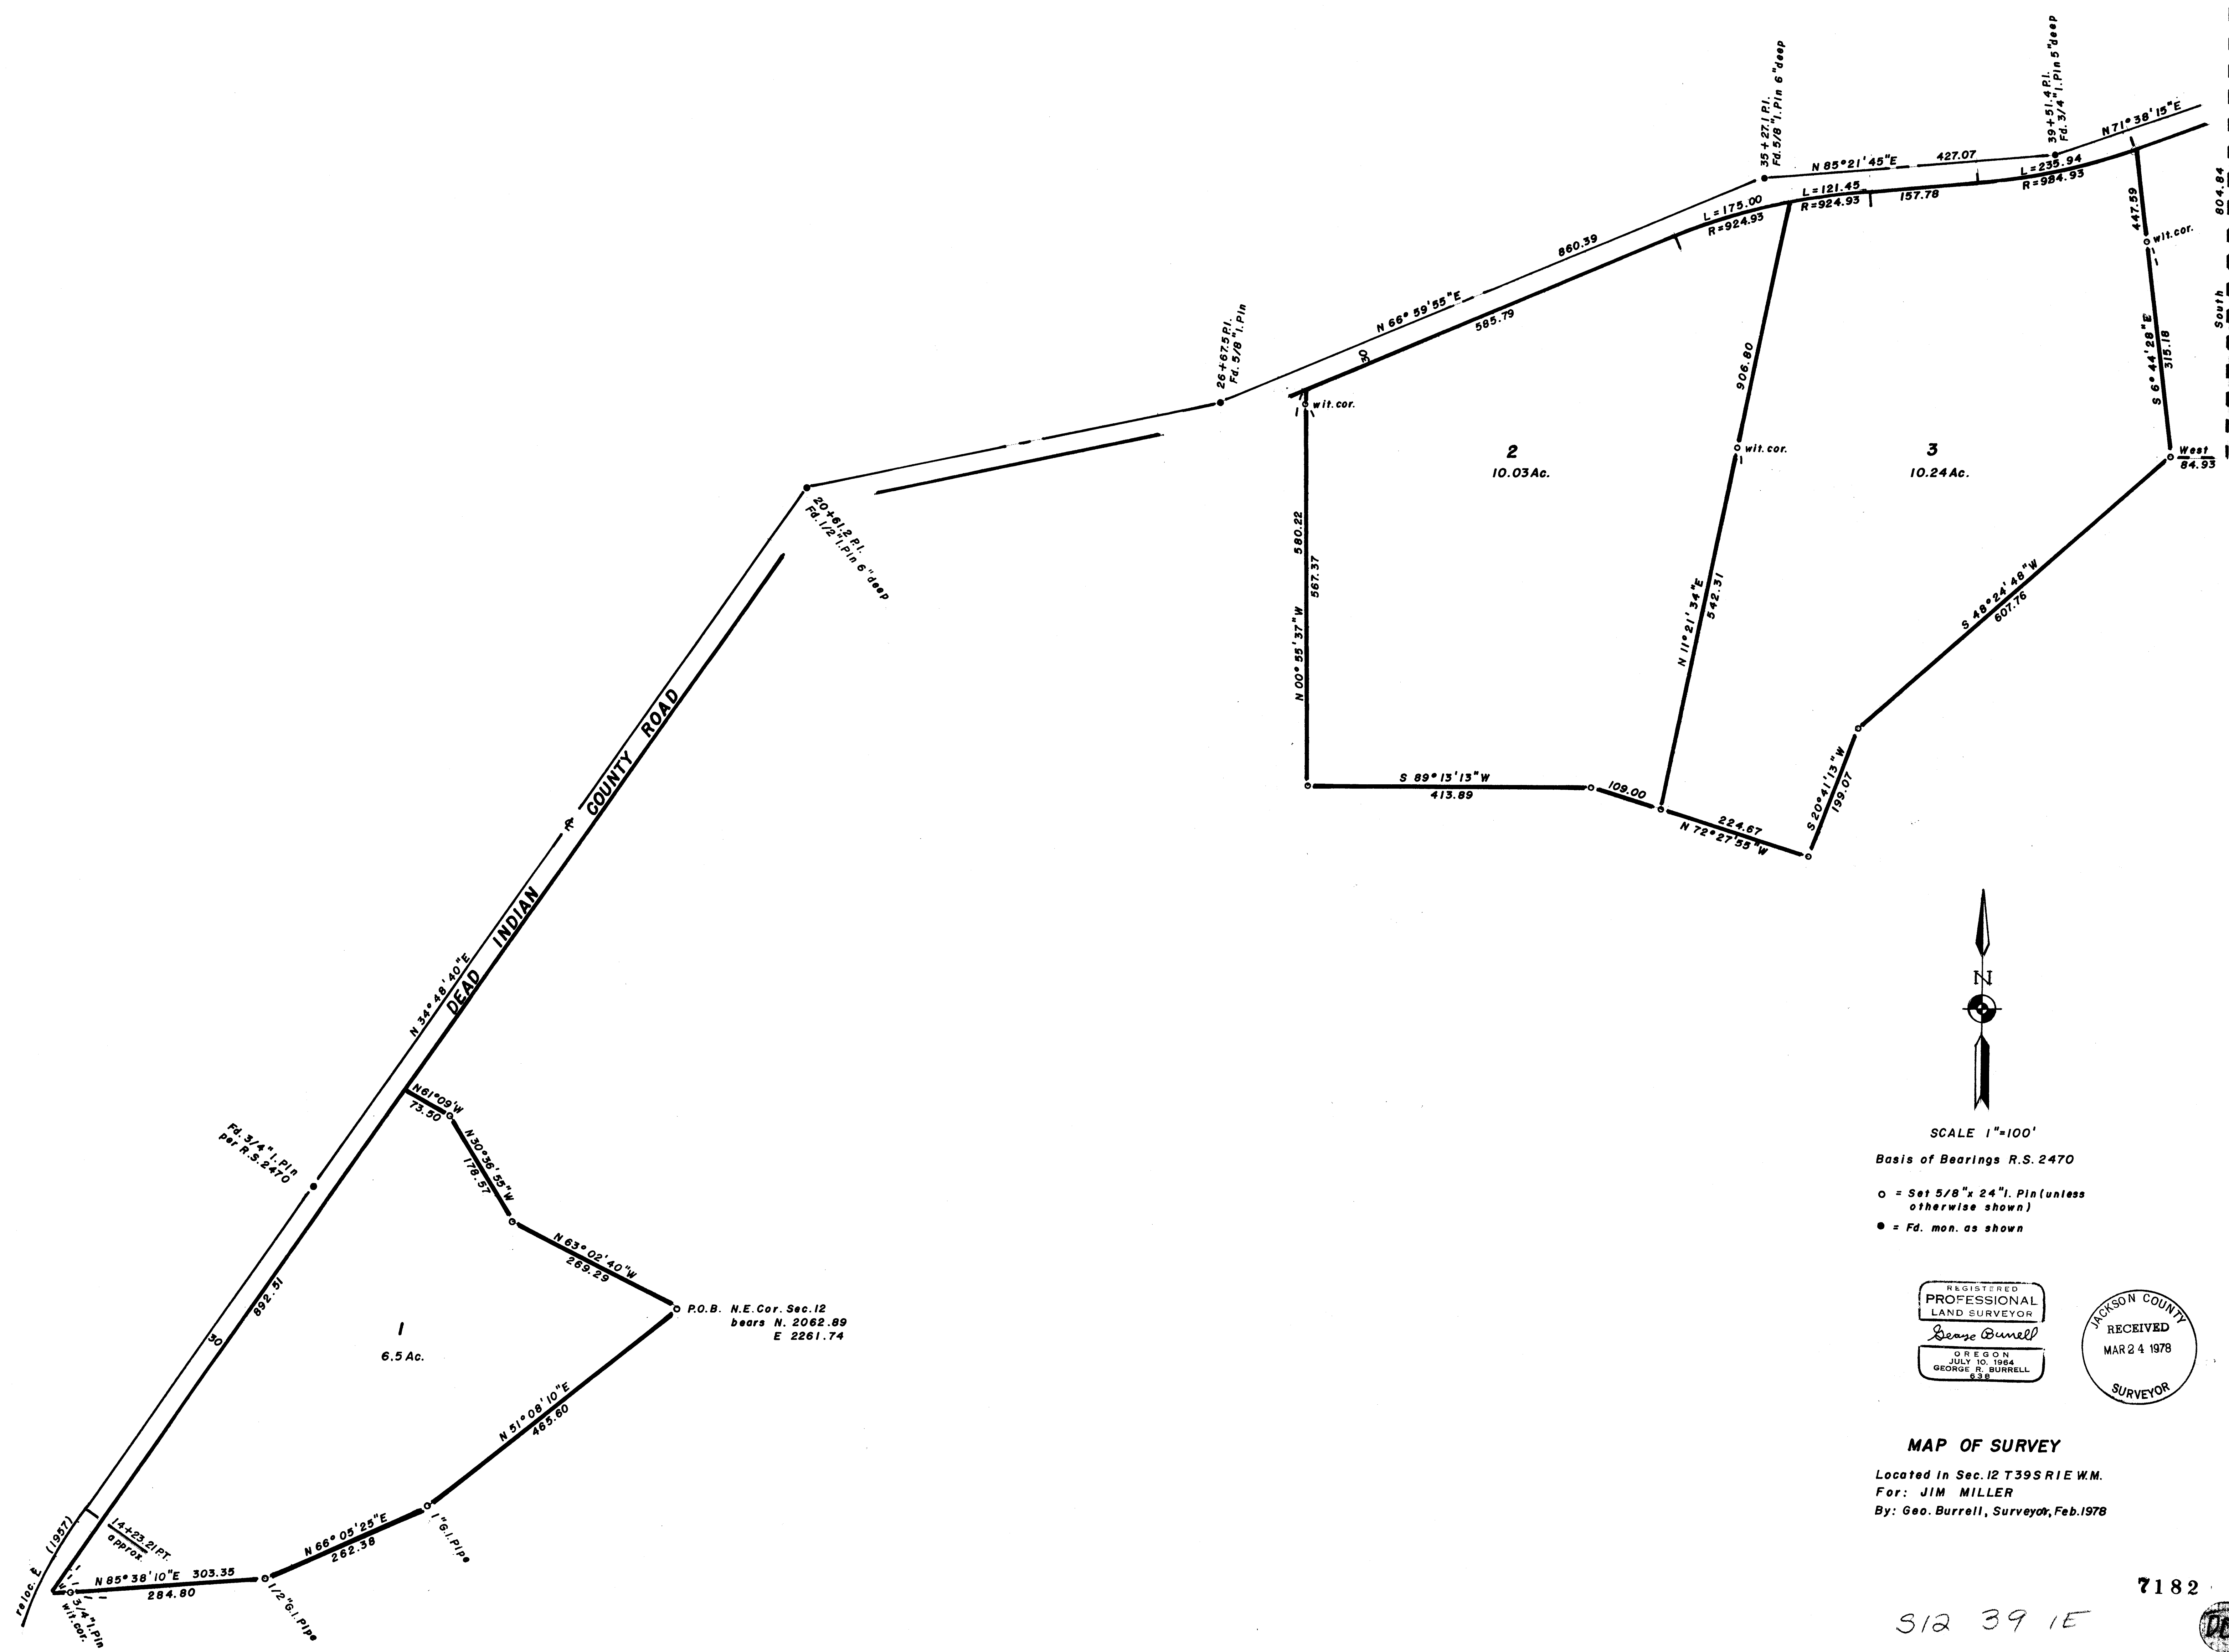 39+51.4 P.I.
Fd. 3/4" I. Pin 5" deep
35+27.1 P.I.
Fd. 5/8" I. Pin 6" deep
N 71° 38' 15" E
N 85° 21' 45" E 427.07
L = 235.94
R = 984.93
L = 121.45
R = 924.93
157.78
L = 175.00
R = 924.93
South 804.84
447.59
wit. cor.
S 6° 44' 28" E
315.18
West
84.93
860.39
N 66° 59' 55" E
585.79
30
26+67.5 P.I.
Fd. 5/8" I. Pin
wit. cor.
906.80
wit. cor.
2
10.03 Ac.
3
10.24 Ac.
20+61.2 P.I.
Fd. 1/2" I. Pin 6" deep
N 00° 55' 37" W 580.22
567.37
N 11° 21' 34" E
542.31
S 48° 24' 48" W
607.76
S 20° 41' 13" W
199.07
S 89° 13' 13" W
413.89
109.00
224.67
N 72° 27' 55" W
DEAD INDIAN COUNTY ROAD
N 34° 48' 40" E
N 61° 09' W
73.50
N 30° 36' 55" W
178.57
Fd. 3/4" I. Pin
per R.S. 2470
N 63° 02' 40" W
269.29
P.O.B. N.E. Cor. Sec. 12
bears N. 2062.89
E 2261.74
892.51
30
1
6.5 Ac.
N 51° 08' 10" E
465.60
N 66° 05' 25" E
262.38
1" G.I. Pipe
N 85° 38' 10" E 303.35
284.80
1/2" G.I. Pipe
14+23.21 P.T.
approx.
reloc. ℄ (1957)
3/4" I. Pin
wit. cor.
N
SCALE 1"=100'
Basis of Bearings R.S. 2470
o = Set 5/8" x 24" I. Pin (unless
otherwise shown)
● = Fd. mon. as shown
REGISTERED
PROFESSIONAL
LAND SURVEYOR
George Burrell
OREGON
JULY 10, 1964
GEORGE R. BURRELL
638
JACKSON COUNTY
RECEIVED
MAR 24 1978
SURVEYOR
MAP OF SURVEY
Located in Sec. 12 T39S R1E W.M.
For: JIM MILLER
By: Geo. Burrell, Surveyor, Feb. 1978
7182
S12 39 1E